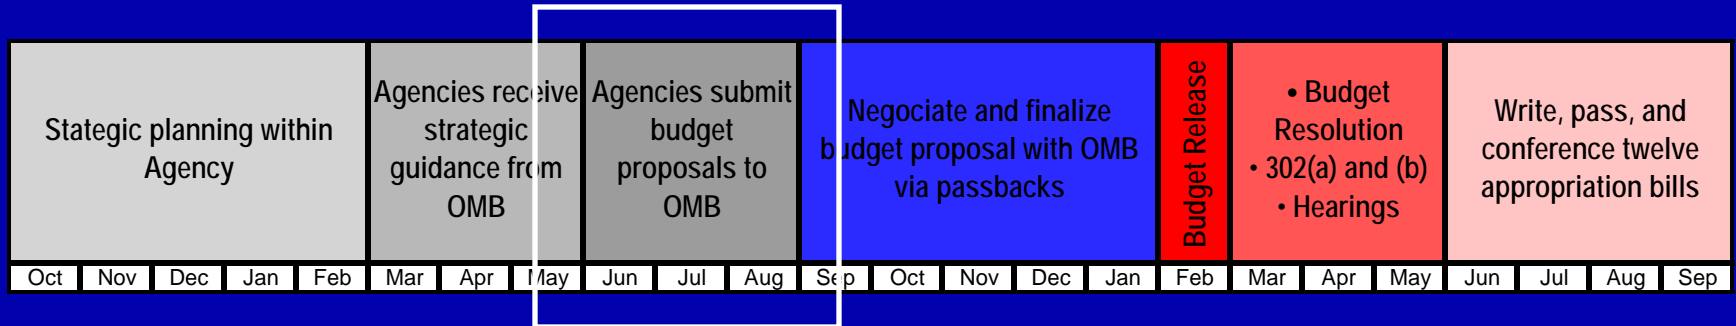 Stategic planning within
Agency
Agencies receive
strategic
guidance from
OMB
Agencies submit
budget
proposals to
OMB
Negociate and finalize
budget proposal with OMB
via passbacks
Budget Release
• Budget
Resolution
• 302(a) and (b)
• Hearings
Write, pass, and
conference twelve
appropriation bills
Oct Nov Dec Jan Feb Mar Apr May Jun Jul Aug Sep Oct Nov Dec Jan Feb Mar Apr May Jun Jul Aug Sep